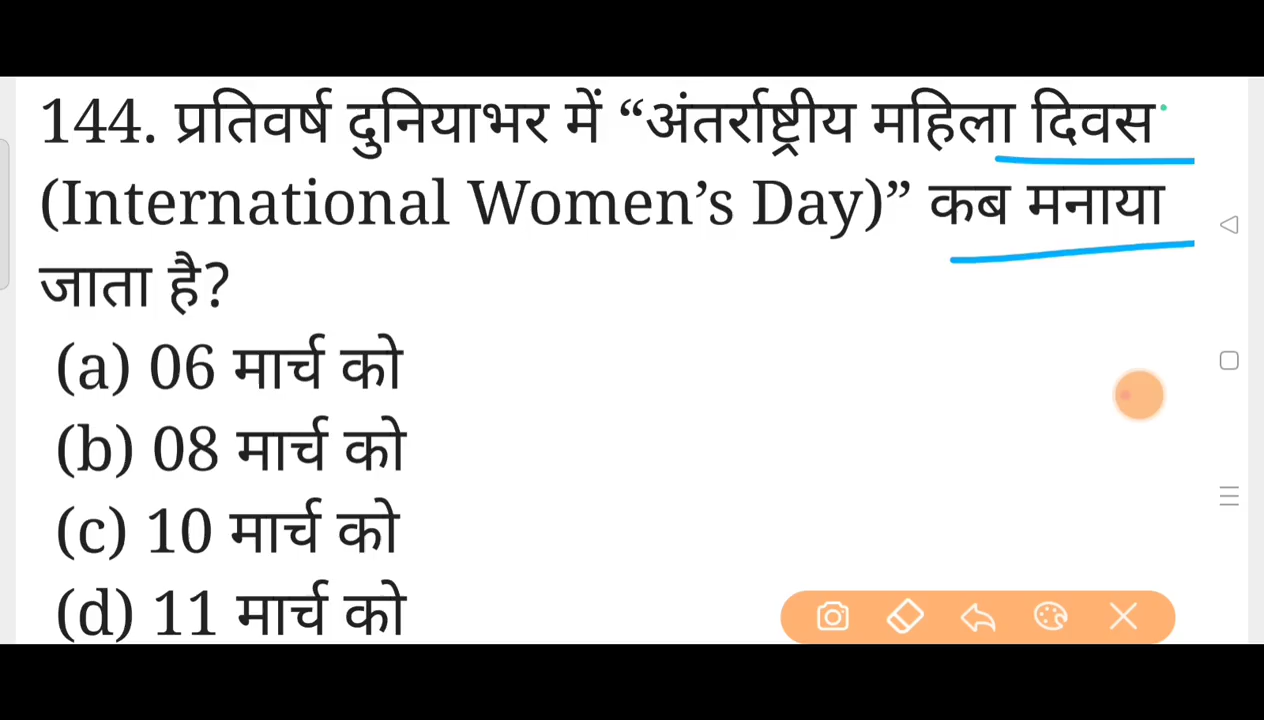 144. प्रतिवर्ष दुनियाभर में “अंतर्राष्ट्रीय महिला दिवस
(International Women’s Day)” कब मनाया
जाता है?
(a) 06 मार्च को
(b) 08 मार्च को
(c) 10 मार्च को
(d) 11 मार्च को